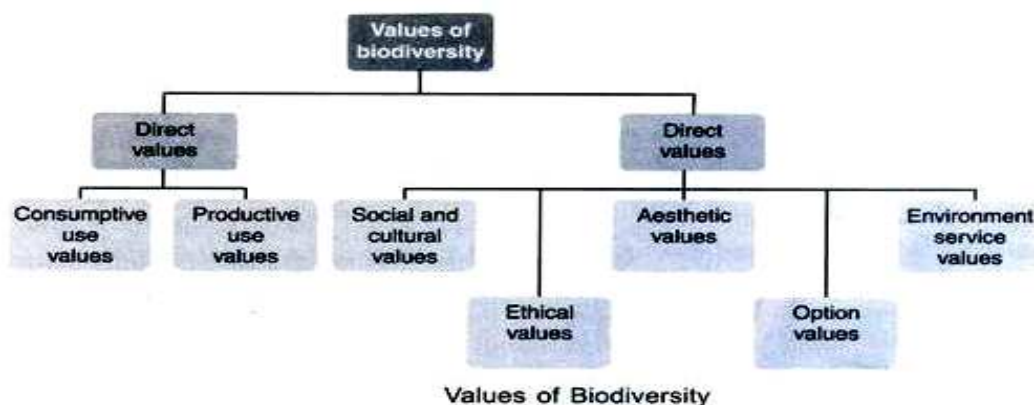 Values of
biodiversity
Direct
values
Direct
values
Consumptive
use
values
Productive
use
values
Social and
cultural
values
Aesthetic
values
Environment
service
values
Ethical
values
Option
values
Values of Biodiversity